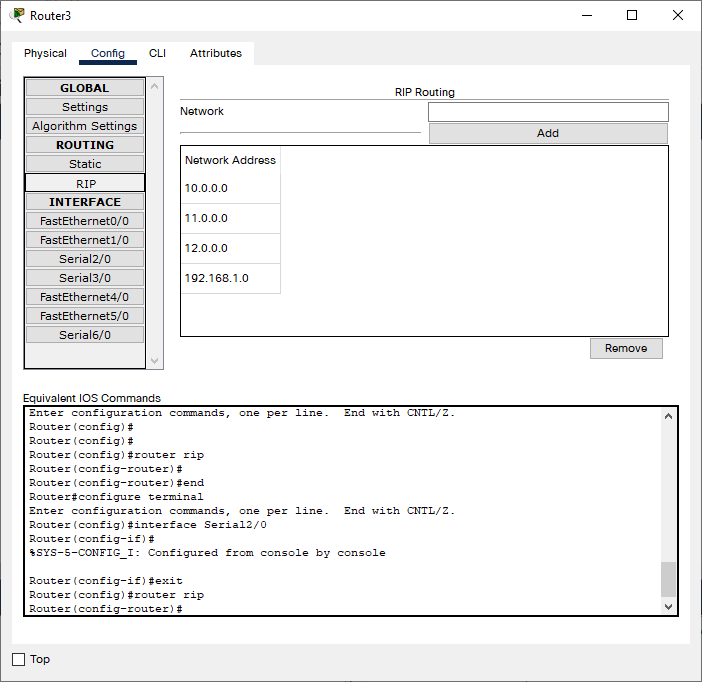 Router3
Physical Config CLI Attributes
GLOBAL
Settings
Algorithm Settings
ROUTING
Static
RIP
INTERFACE
FastEthernet0/0
FastEthernet1/0
Serial2/0
Serial3/0
FastEthernet4/0
FastEthernet5/0
Serial6/0
RIP Routing
Network
Add
Network Address
10.0.0.0
11.0.0.0
12.0.0.0
192.168.1.0
Remove
Equivalent IOS Commands
Enter configuration commands, one per line.  End with CNTL/Z.
Router(config)#
Router(config)#
Router(config)#router rip
Router(config-router)#
Router(config-router)#end
Router#configure terminal
Enter configuration commands, one per line.  End with CNTL/Z.
Router(config)#interface Serial2/0
Router(config-if)#
%SYS-5-CONFIG_I: Configured from console by console
Router(config-if)#exit
Router(config)#router rip
Router(config-router)#
Top